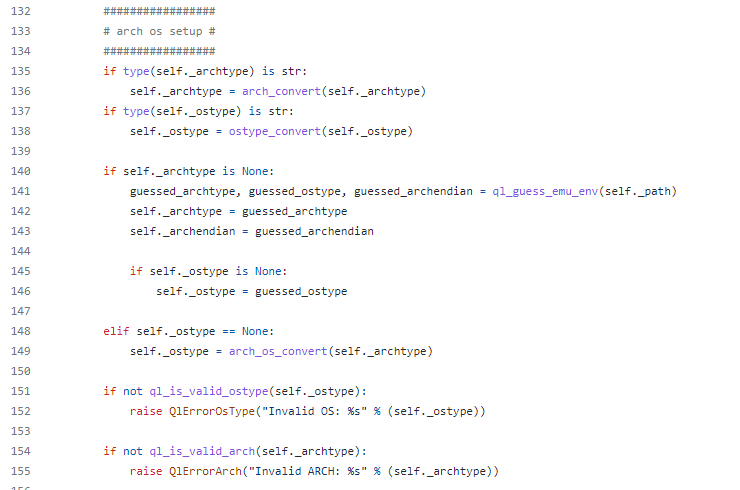 132 #################
133 # arch os setup #
134 #################
135 if type(self._archtype) is str:
136 self._archtype = arch_convert(self._archtype)
137 if type(self._ostype) is str:
138 self._ostype = ostype_convert(self._ostype)
139
140 if self._archtype is None:
141 guessed_archtype, guessed_ostype, guessed_archendian = ql_guess_emu_env(self._path)
142 self._archtype = guessed_archtype
143 self._archendian = guessed_archendian
144
145 if self._ostype is None:
146 self._ostype = guessed_ostype
147
148 elif self._ostype == None:
149 self._ostype = arch_os_convert(self._archtype)
150
151 if not ql_is_valid_ostype(self._ostype):
152 raise QlErrorOsType("Invalid OS: %s" % (self._ostype))
153
154 if not ql_is_valid_arch(self._archtype):
155 raise QlErrorArch("Invalid ARCH: %s" % (self._archtype))